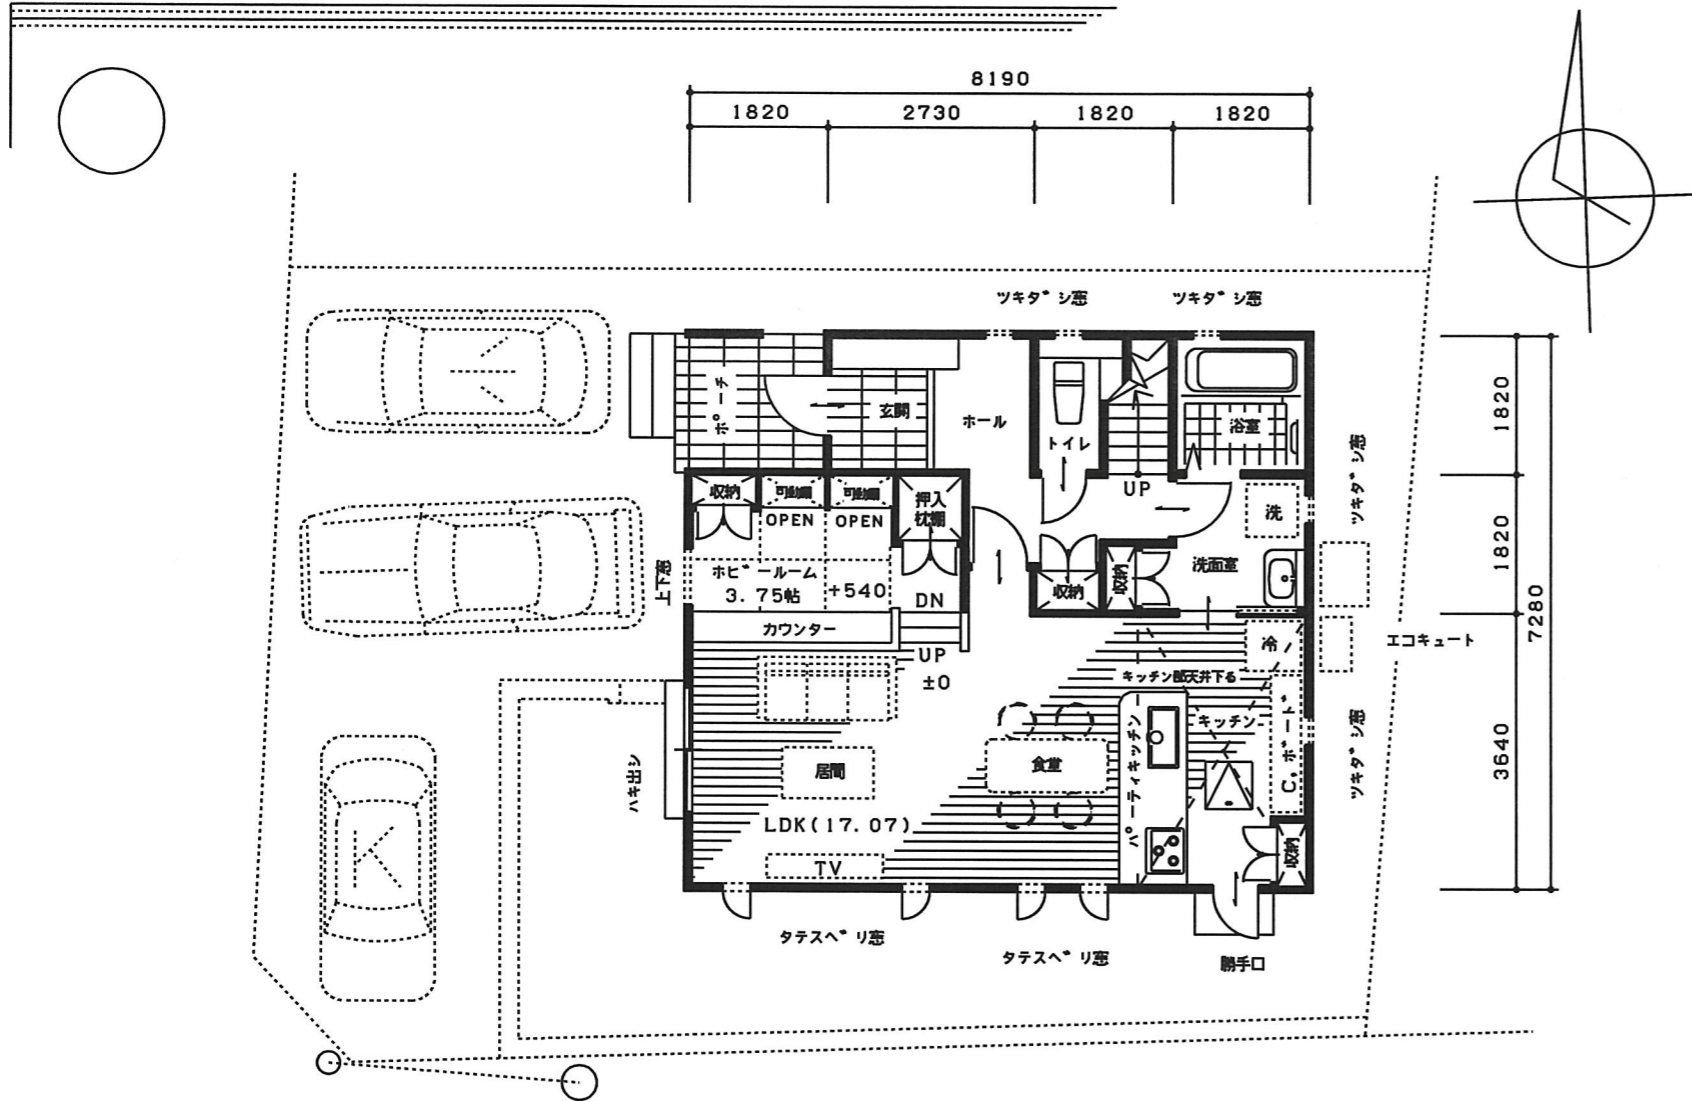 8190
1820
2730
1820
1820
ツキダシ窓
ツキダシ窓
ポーチ
玄関
ホール
トイレ
浴室
UP
収納
可動棚
可動棚
押入
枕棚
OPEN
OPEN
洗
洗面室
収納
収納
上下窓
ホビールーム
3.75帖
+540
DN
カウンター
UP
±0
冷
キッチン部天井下る
キッチン
パーティキッチン
C.ボード
居間
食堂
LDK(17.07)
TV
収納
ハキ出シ
タテスベリ窓
タテスベリ窓
勝手口
ツキダシ窓
エコキュート
ツキダシ窓
1820
1820
3640
7280